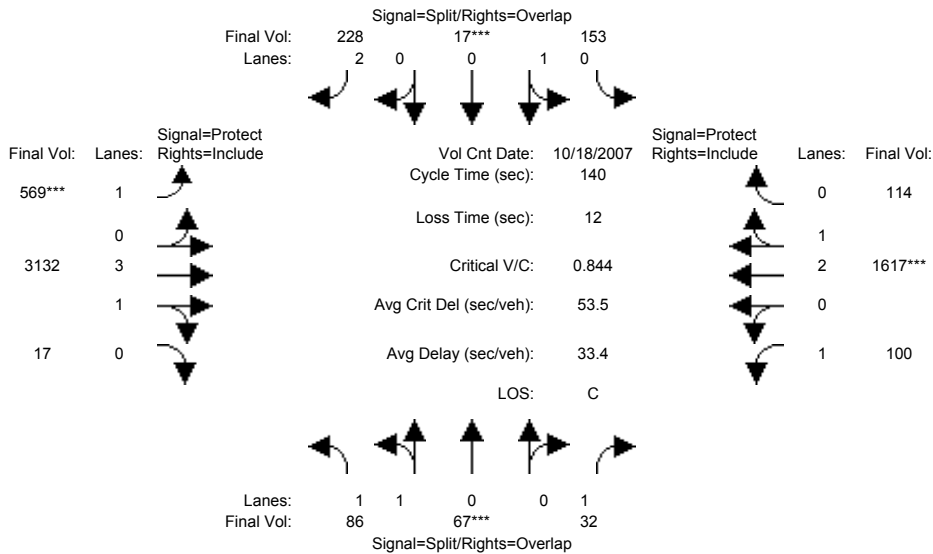 Signal=Split/Rights=Overlap
Final Vol: 228 17*** 153
Lanes: 2 0 0 1 0
Signal=Protect Signal=Protect
Final Vol: Lanes: Rights=Include Vol Cnt Date: 10/18/2007 Rights=Include Lanes: Final Vol:
Cycle Time (sec): 140
569*** 1 0 114
Loss Time (sec): 12
0 1
3132 3 Critical V/C: 0.844 2 1617***
1 Avg Crit Del (sec/veh): 53.5 0
17 0 Avg Delay (sec/veh): 33.4 1 100
LOS: C
Lanes: 1 1 0 0 1
Final Vol: 86 67*** 32
Signal=Split/Rights=Overlap